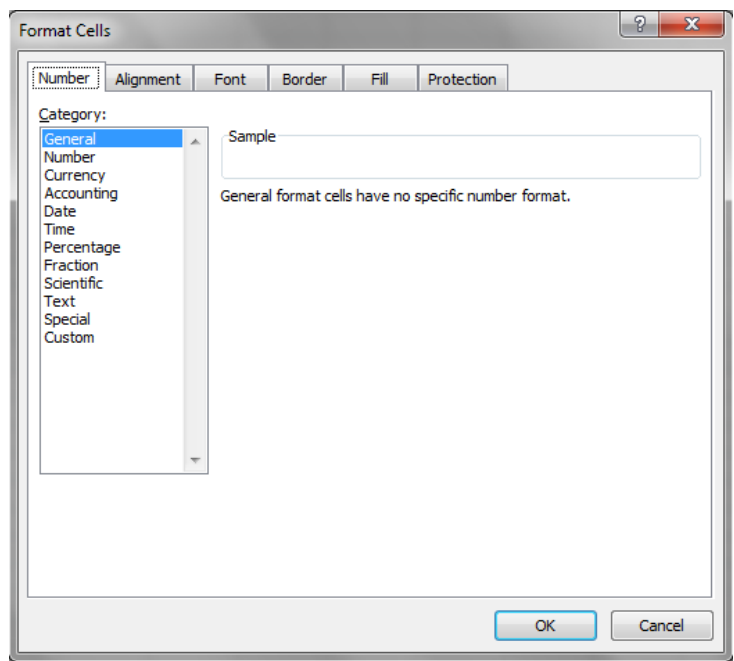 Format Cells
?
X
Number Alignment Font Border Fill Protection
Category:
General
Number
Currency
Accounting
Date
Time
Percentage
Fraction
Scientific
Text
Special
Custom
Sample
General format cells have no specific number format.
OK Cancel